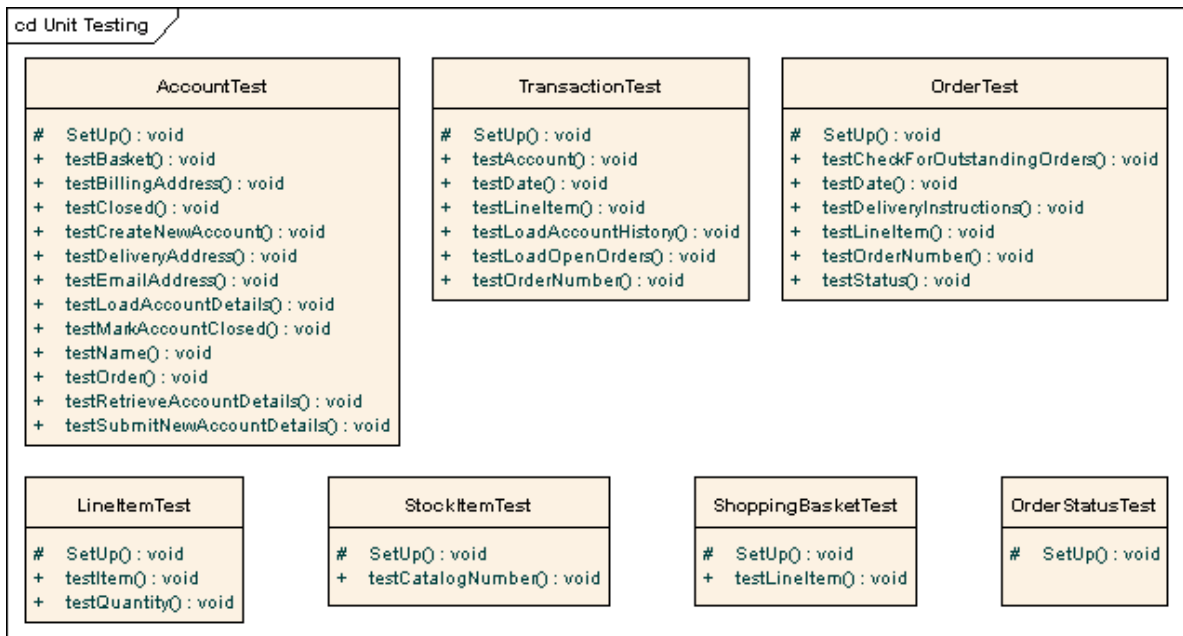 cd Unit Testing
AccountTest
# SetUp() : void
+ testBasket() : void
+ testBillingAddress() : void
+ testClosed() : void
+ testCreateNewAccount() : void
+ testDeliveryAddress() : void
+ testEmailAddress() : void
+ testLoadAccountDetails() : void
+ testMarkAccountClosed() : void
+ testName() : void
+ testOrder() : void
+ testRetrieveAccountDetails() : void
+ testSubmitNewAccountDetails() : void
TransactionTest
# SetUp() : void
+ testAccount() : void
+ testDate() : void
+ testLineItem() : void
+ testLoadAccountHistory() : void
+ testLoadOpenOrders() : void
+ testOrderNumber() : void
OrderTest
# SetUp() : void
+ testCheckForOutstandingOrders() : void
+ testDate() : void
+ testDeliveryInstructions() : void
+ testLineItem() : void
+ testOrderNumber() : void
+ testStatus() : void
LineItemTest
# SetUp() : void
+ testItem() : void
+ testQuantity() : void
StockItemTest
# SetUp() : void
+ testCatalogNumber() : void
ShoppingBasketTest
# SetUp() : void
+ testLineItem() : void
OrderStatusTest
# SetUp() : void